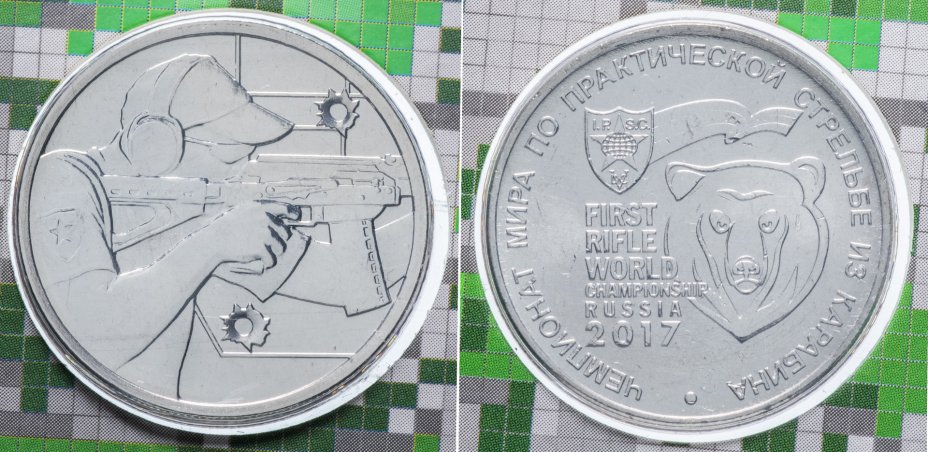 ЧЕМПИОНАТ МИРА ПО ПРАКТИЧЕСКОЙ СТРЕЛЬБЕ ИЗ КАРАБИНА •
I.P.S.C.
FIRST
RIFLE
WORLD
CHAMPIONSHIP
RUSSIA
2017